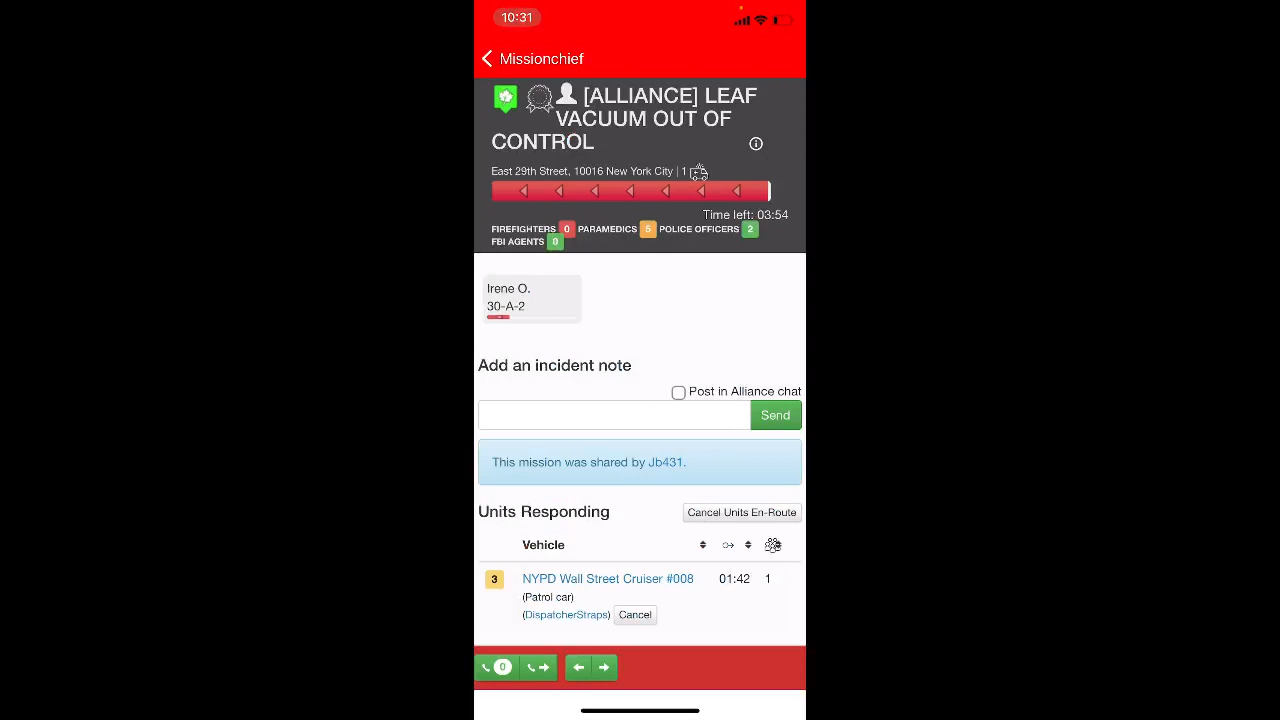 10:31
Missionchief
[ALLIANCE] LEAF
VACUUM OUT OF
CONTROL
East 29th Street, 10016 New York City | 1
Time left: 03:54
FIREFIGHTERS 0 PARAMEDICS 5 POLICE OFFICERS 2
FBI AGENTS 0
Irene O.
30-A-2
Add an incident note
Post in Alliance chat
Send
This mission was shared by Jb431.
Units Responding
Cancel Units En-Route
Vehicle
3 NYPD Wall Street Cruiser #008 01:42 1
(Patrol car)
(DispatcherStraps) Cancel
0